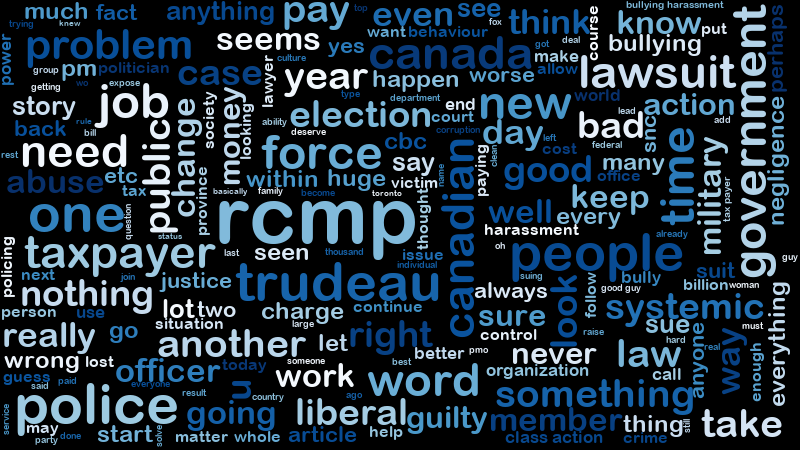 much fact anything pay even see top bullying harassment
trying knew fox think know put
problem seems yes want behaviour got deal course government perhaps
power politician culture make bullying
group pm case year happen worse allow lawsuit
getting wo expose type department world
story job society lawyer election end new snc action
back rule bill ability deserve court lead add
rest need public change money looking force cbc say corruption clean day left cost bad federal
abuse etc tax within huge victim paying good many office military negligence
province basically family become toronto name keep time tax payer
one question rcmp thought canadian well every
status harassment already
policing taxpayer last seen thousand issue oh people guy
next join justice individual suing bully suit
nothing trudeau always look follow billion woman
person use lot two charge continue sure good guy systemic everything
situation large control raise sue hard must
really go another let right pmo never law anyone real way
wrong lost someone better
guess said paid officer today work best word organization call enough
everyone u country ago something
police result going liberal guilty member thing still take
service may
party done start solve matter whole article help class action crime
canada